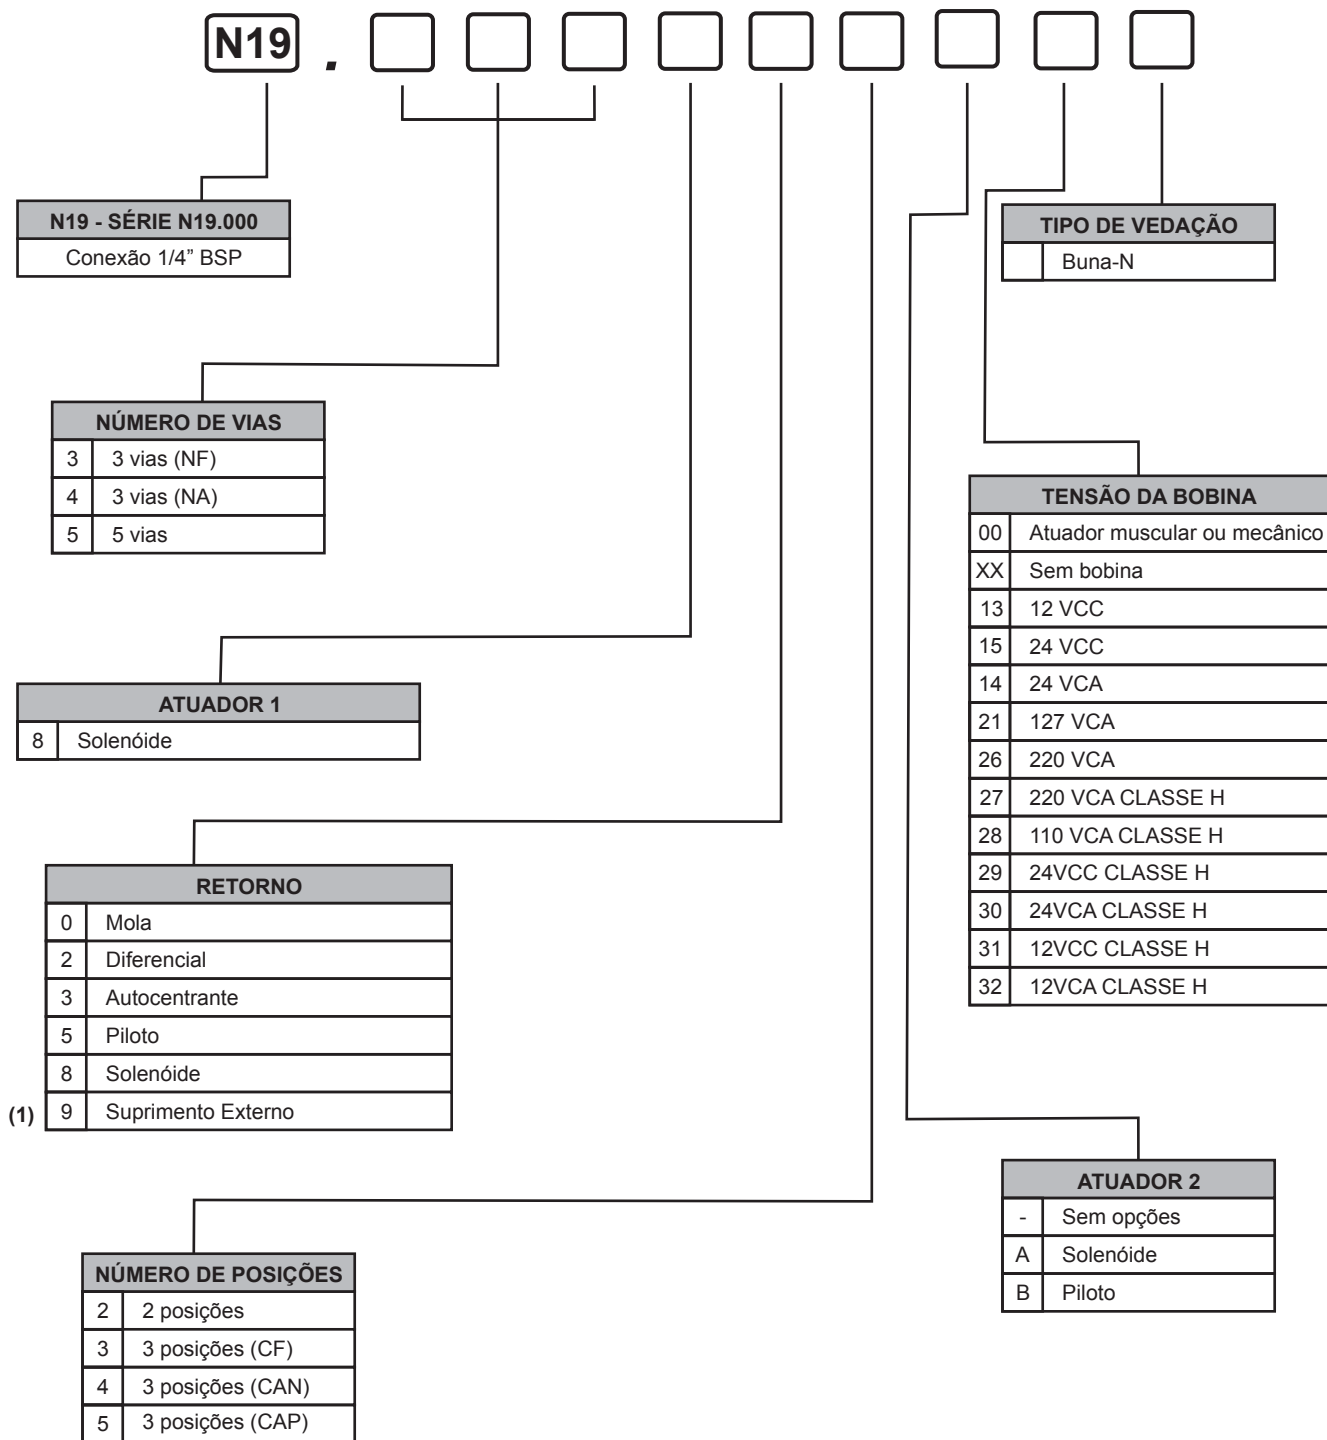 N19 .
N19 - SÉRIE N19.000
Conexão 1/4” BSP
TIPO DE VEDAÇÃO
Buna-N
NÚMERO DE VIAS
3 3 vias (NF)
4 3 vias (NA)
5 5 vias
TENSÃO DA BOBINA
00 Atuador muscular ou mecânico
XX Sem bobina
13 12 VCC
15 24 VCC
14 24 VCA
21 127 VCA
26 220 VCA
27 220 VCA CLASSE H
28 110 VCA CLASSE H
29 24VCC CLASSE H
30 24VCA CLASSE H
31 12VCC CLASSE H
32 12VCA CLASSE H
ATUADOR 1
8 Solenóide
RETORNO
0 Mola
2 Diferencial
3 Autocentrante
5 Piloto
8 Solenóide
(1) 9 Suprimento Externo
ATUADOR 2
- Sem opções
A Solenóide
B Piloto
NÚMERO DE POSIÇÕES
2 2 posições
3 3 posições (CF)
4 3 posições (CAN)
5 3 posições (CAP)